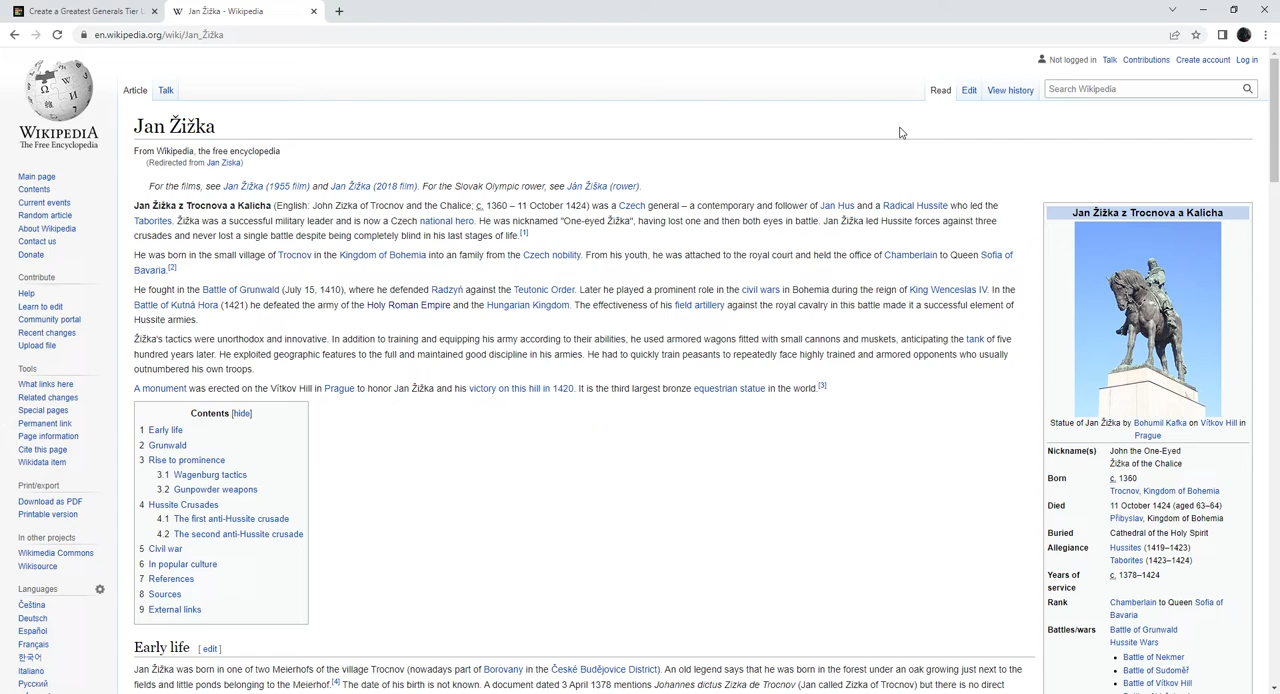 Create a Greatest Generals Tier L
Jan Žižka - Wikipedia
en.wikipedia.org/wiki/Jan_Žižka
Not logged in Talk Contributions Create account Log in
Article Talk Read Edit View history Search Wikipedia
WIKIPEDIA
The Free Encyclopedia
Main page
Contents
Current events
Random article
About Wikipedia
Contact us
Donate
Contribute
Help
Learn to edit
Community portal
Recent changes
Upload file
Tools
What links here
Related changes
Special pages
Permanent link
Page information
Cite this page
Wikidata item
Print/export
Download as PDF
Printable version
In other projects
Wikimedia Commons
Wikisource
Languages
Čeština
Deutsch
Español
Français
한국어
Italiano
Русский
Jan Žižka
From Wikipedia, the free encyclopedia
(Redirected from Jan Ziska)
For the films, see Jan Žižka (1955 film) and Jan Žižka (2018 film). For the Slovak Olympic rower, see Ján Žiška (rower).
Jan Žižka z Trocnova a Kalicha (English: John Zizka of Trocnov and the Chalice; c. 1360 – 11 October 1424) was a Czech general – a contemporary and follower of Jan Hus and a Radical Hussite who led the
Taborites. Žižka was a successful military leader and is now a Czech national hero. He was nicknamed "One-eyed Žižka", having lost one and then both eyes in battle. Jan Žižka led Hussite forces against three
crusades and never lost a single battle despite being completely blind in his last stages of life.[1]
He was born in the small village of Trocnov in the Kingdom of Bohemia into an family from the Czech nobility. From his youth, he was attached to the royal court and held the office of Chamberlain to Queen Sofia of
Bavaria.[2]
He fought in the Battle of Grunwald (July 15, 1410), where he defended Radzyń against the Teutonic Order. Later he played a prominent role in the civil wars in Bohemia during the reign of King Wenceslas IV. In the
Battle of Kutná Hora (1421) he defeated the army of the Holy Roman Empire and the Hungarian Kingdom. The effectiveness of his field artillery against the royal cavalry in this battle made it a successful element of
Hussite armies.
Žižka's tactics were unorthodox and innovative. In addition to training and equipping his army according to their abilities, he used armored wagons fitted with small cannons and muskets, anticipating the tank of five
hundred years later. He exploited geographic features to the full and maintained good discipline in his armies. He had to quickly train peasants to repeatedly face highly trained and armored opponents who usually
outnumbered his own troops.
A monument was erected on the Vítkov Hill in Prague to honor Jan Žižka and his victory on this hill in 1420. It is the third largest bronze equestrian statue in the world.[3]
Contents [hide]
1 Early life
2 Grunwald
3 Rise to prominence
3.1 Wagenburg tactics
3.2 Gunpowder weapons
4 Hussite Crusades
4.1 The first anti-Hussite crusade
4.2 The second anti-Hussite crusade
5 Civil war
6 In popular culture
7 References
8 Sources
9 External links
Early life [ edit ]
Jan Žižka was born in one of two Meierhofs of the village Trocnov (nowadays part of Borovany in the České Budějovice District). An old legend says that he was born in the forest under an oak growing just next to the
fields and little ponds belonging to the Meierhof.[4] The date of his birth is not known. A document dated 3 April 1378 mentions Johannes dictus Zizka de Trocnov (Jan called Zizka of Trocnov) but there is no direct
Jan Žižka z Trocnova a Kalicha
Statue of Jan Žižka by Bohumil Kafka on Vítkov Hill in
Prague
Nickname(s) John the One-Eyed
Žižka of the Chalice
Born c. 1360
Trocnov, Kingdom of Bohemia
Died 11 October 1424 (aged 63–64)
Přibyslav, Kingdom of Bohemia
Buried Cathedral of the Holy Spirit
Allegiance Hussites (1419–1423)
Taborites (1423–1424)
Years of c. 1378–1424
service
Rank Chamberlain to Queen Sofia of
Bavaria
Battles/wars Battle of Grunwald
Hussite Wars
Battle of Nekmer
Battle of Sudoměř
Battle of Vítkov Hill